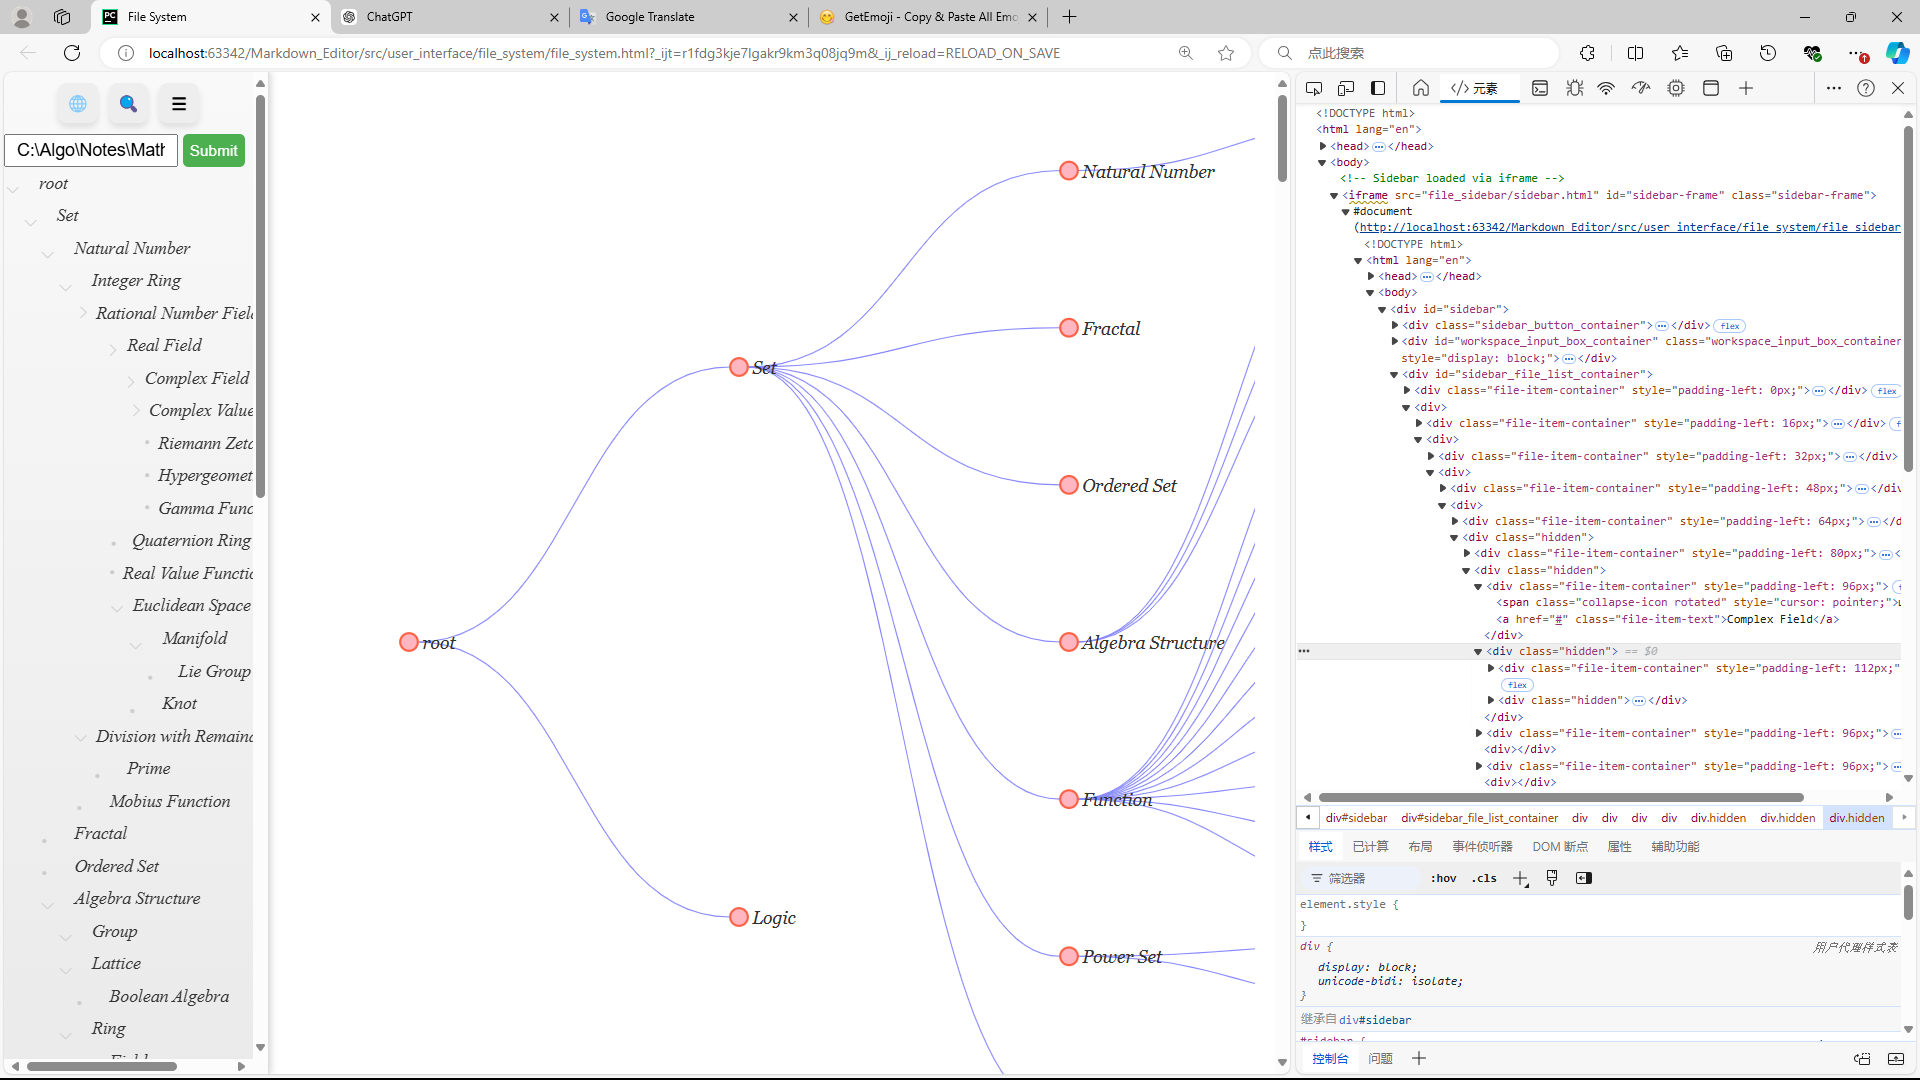 File System
ChatGPT
Google Translate
GetEmoji - Copy & Paste All Emo
localhost:63342/Markdown_Editor/src/user_interface/file_system/file_system.html?_ijt=r1fdg3kje7lgakr9km3q08jq9m&_ij_reload=RELOAD_ON_SAVE
点此搜索
C:\Algo\Notes\Math
Submit
root
Set
Natural Number
Integer Ring
Rational Number Field
Real Field
Complex Field
Complex Value
Riemann Zeta
Hypergeomet
Gamma Func
Quaternion Ring
Real Value Functio
Euclidean Space
Manifold
Lie Group
Knot
Division with Remaind
Prime
Mobius Function
Fractal
Ordered Set
Algebra Structure
Group
Lattice
Boolean Algebra
Ring
Field
root
Set
Logic
Natural Number
Fractal
Ordered Set
Algebra Structure
Function
Power Set
元素
<!DOCTYPE html>
<html lang="en">
<head> </head>
<body>
<!-- Sidebar loaded via iframe -->
<iframe src="file_sidebar/sidebar.html" id="sidebar-frame" class="sidebar-frame">
#document
(http://localhost:63342/Markdown_Editor/src/user_interface/file_system/file_sidebar
<!DOCTYPE html>
<html lang="en">
<head> </head>
<body>
<div id="sidebar">
<div class="sidebar_button_container"> </div> flex
<div id="workspace_input_box_container" class="workspace_input_box_container
style="display: block;"> </div>
<div id="sidebar_file_list_container">
<div class="file-item-container" style="padding-left: 0px;"> </div> flex
<div>
<div class="file-item-container" style="padding-left: 16px;"> </div> f
<div>
<div class="file-item-container" style="padding-left: 32px;"> </div>
<div>
<div class="file-item-container" style="padding-left: 48px;"> </div
<div>
<div class="file-item-container" style="padding-left: 64px;"> </d
<div class="hidden">
<div class="file-item-container" style="padding-left: 80px;"> <
<div class="hidden">
<div class="file-item-container" style="padding-left: 96px;">
<span class="collapse-icon rotated" style="cursor: pointer;">
<a href="#" class="file-item-text">Complex Field</a>
</div>
<div class="hidden"> == $0
<div class="file-item-container" style="padding-left: 112px;"
flex
<div class="hidden"> </div>
</div>
<div class="file-item-container" style="padding-left: 96px;">
<div></div>
<div class="file-item-container" style="padding-left: 96px;">
<div></div>
div#sidebar div#sidebar_file_list_container div div div div div.hidden div.hidden div.hidden
样式 已计算 布局 事件侦听器 DOM 断点 属性 辅助功能
筛选器 :hov .cls
element.style {
}
div { 用户代理样式表
display: block;
unicode-bidi: isolate;
}
继承自 div#sidebar
#sidebar {
控制台 问题